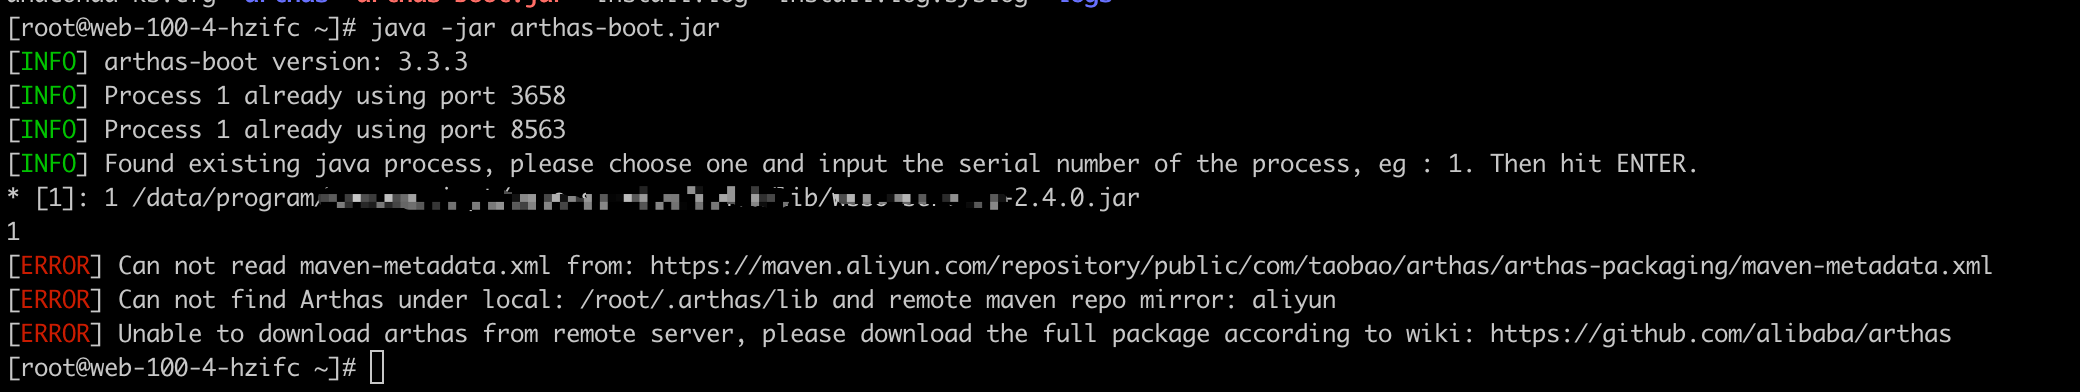 [root@web-100-4-hzifc ~]# java -jar arthas-boot.jar
[INFO] arthas-boot version: 3.3.3
[INFO] Process 1 already using port 3658
[INFO] Process 1 already using port 8563
[INFO] Found existing java process, please choose one and input the serial number of the process, eg : 1. Then hit ENTER.
* [1]: 1 /data/program/ lib/ -2.4.0.jar
1
[ERROR] Can not read maven-metadata.xml from: https://maven.aliyun.com/repository/public/com/taobao/arthas/arthas-packaging/maven-metadata.xml
[ERROR] Can not find Arthas under local: /root/.arthas/lib and remote maven repo mirror: aliyun
[ERROR] Unable to download arthas from remote server, please download the full package according to wiki: https://github.com/alibaba/arthas
[root@web-100-4-hzifc ~]#